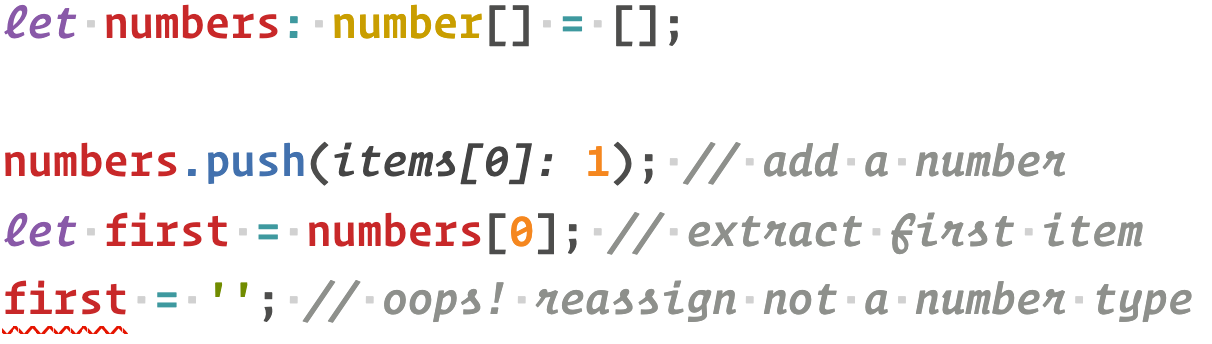 let numbers: number[] = [];
numbers.push(items[0]: 1); // add a number
let first = numbers[0]; // extract first item
first = ''; // oops! reassign not a number type